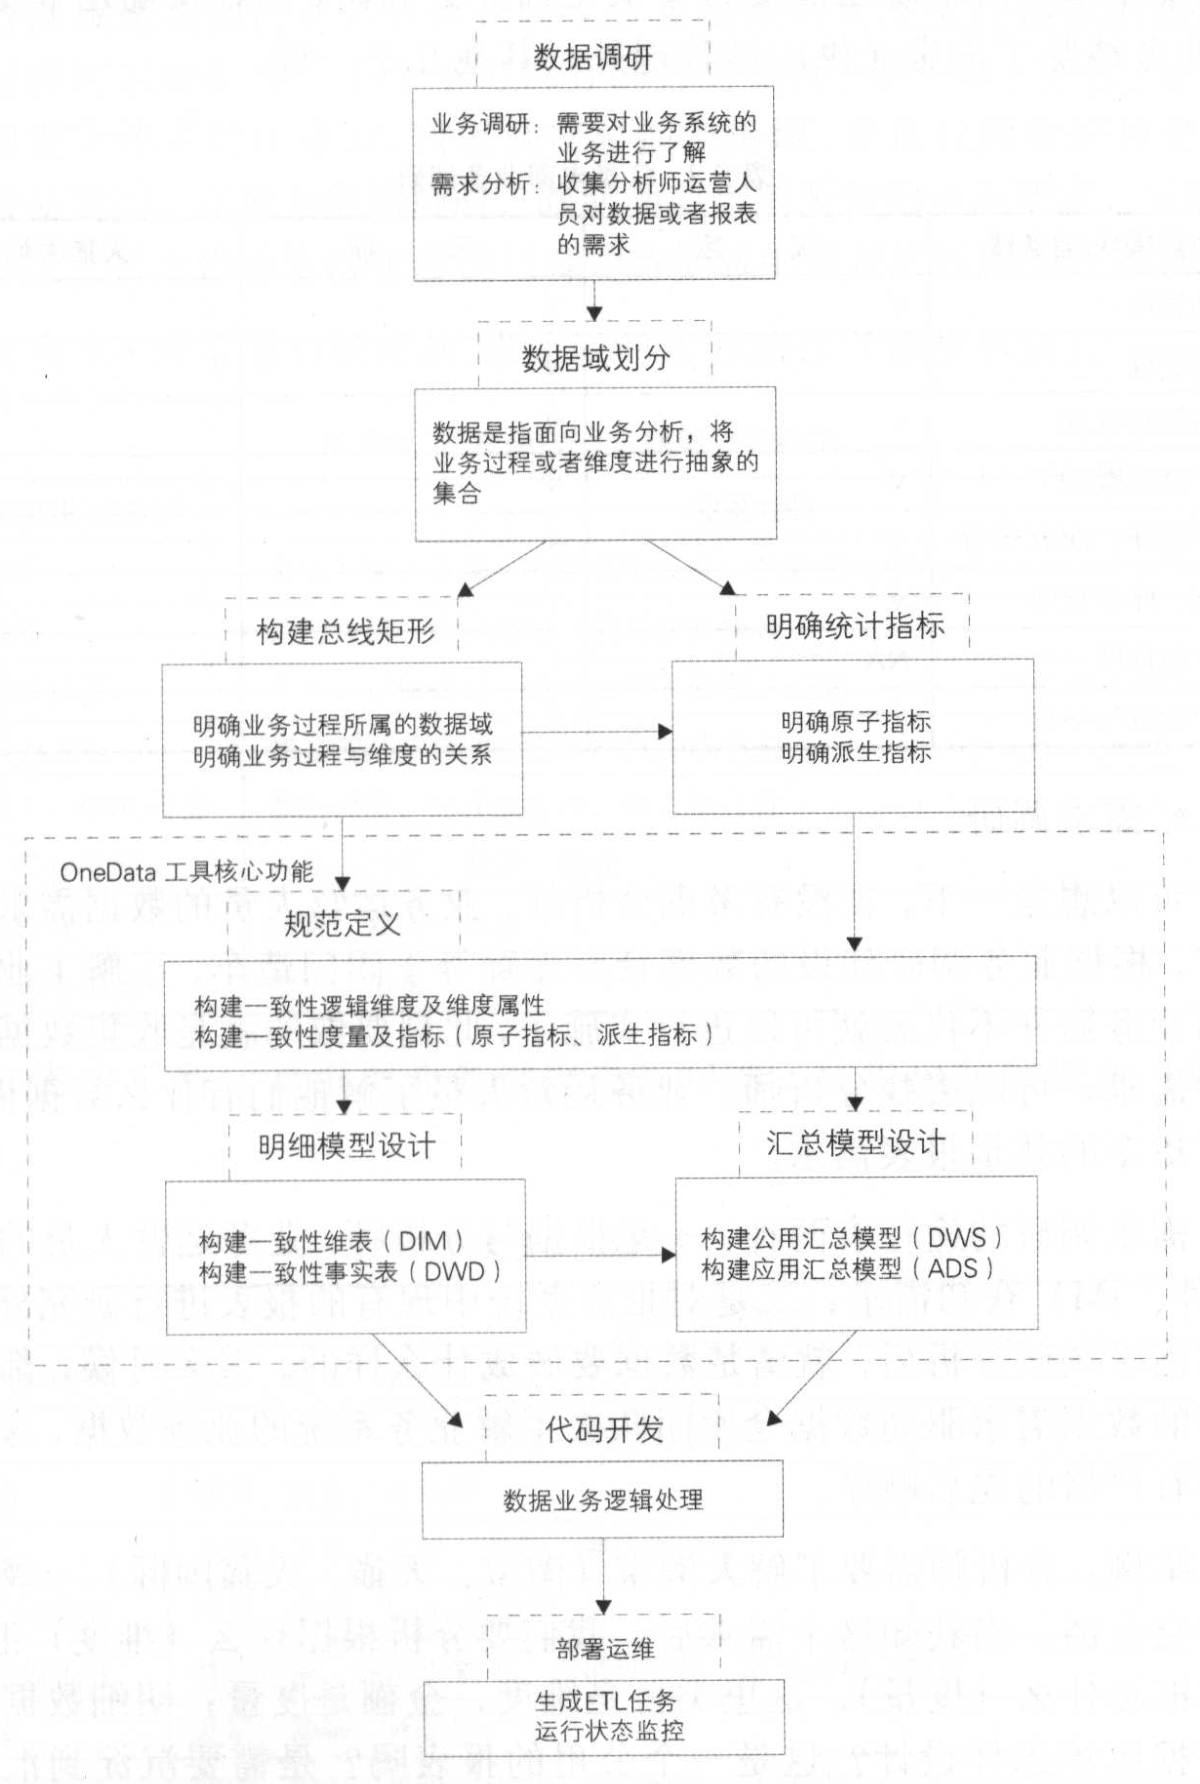 数据调研
业务调研：需要对业务系统的
业务进行了解
需求分析：收集分析师运营人
员对数据或者报表
的需求
数据域划分
数据是指面向业务分析，将
业务过程或者维度进行抽象的
集合
构建总线矩形
明确业务过程所属的数据域
明确业务过程与维度的关系
明确统计指标
明确原子指标
明确派生指标
OneData 工具核心功能
规范定义
构建一致性逻辑维度及维度属性
构建一致性度量及指标（原子指标、派生指标）
明细模型设计
构建一致性维表（DIM）
构建一致性事实表（DWD）
汇总模型设计
构建公用汇总模型（DWS）
构建应用汇总模型（ADS）
代码开发
数据业务逻辑处理
部署运维
生成ETL任务
运行状态监控